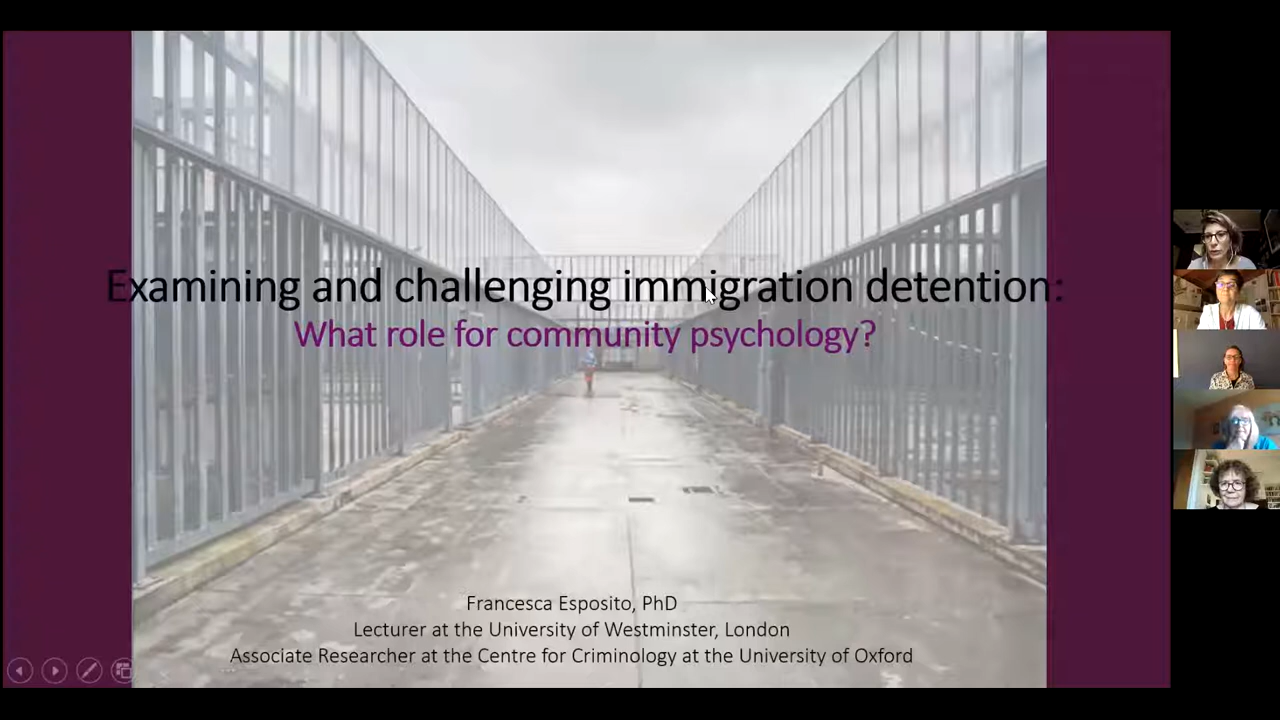 Examining and challenging immigration detention:
What role for community psychology?
Francesca Esposito, PhD
Lecturer at the University of Westminster, London
Associate Researcher at the Centre for Criminology at the University of Oxford